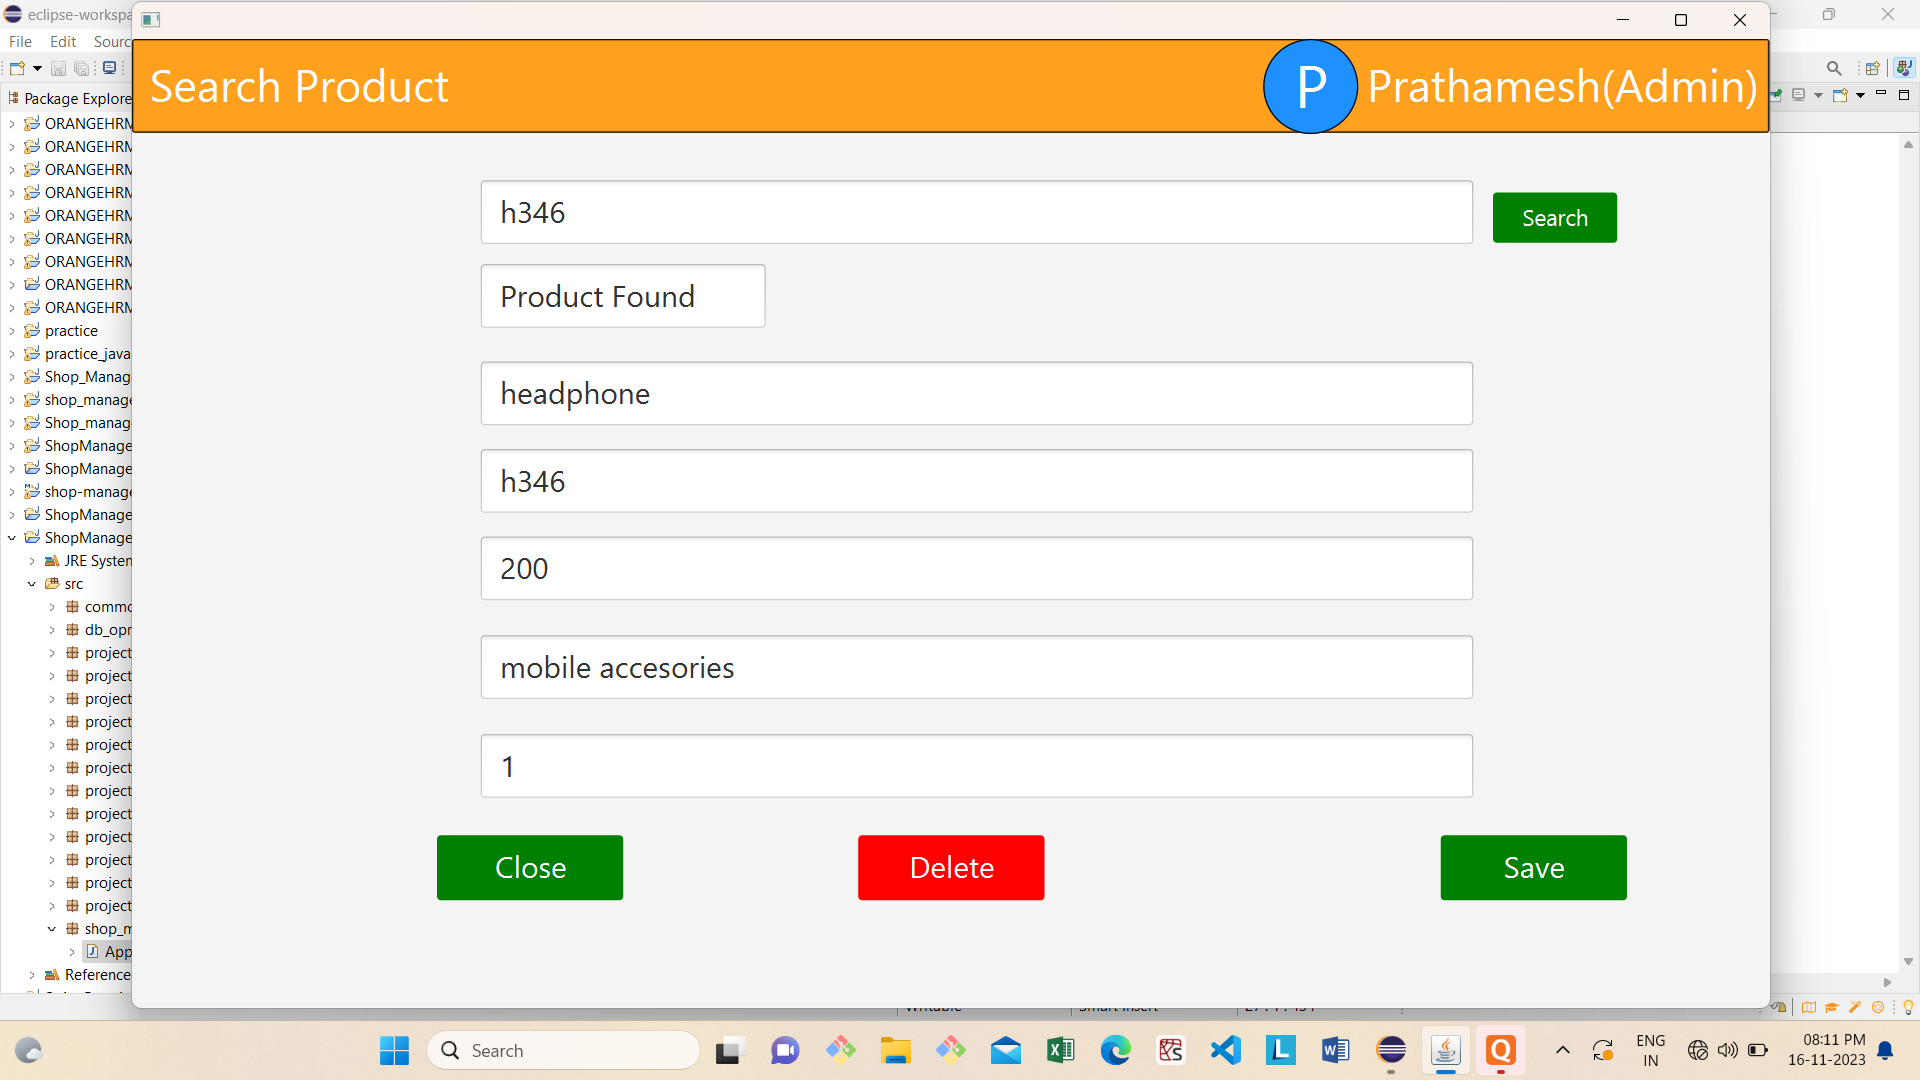 eclipse-workspa
File Edit Sourc
Package Explore
ORANGEHRM
ORANGEHRM
ORANGEHRM
ORANGEHRM
ORANGEHRM
ORANGEHRM
ORANGEHRM
ORANGEHRM
ORANGEHRM
practice
practice_java
Shop_Manag
shop_manage
Shop_manag
ShopManage
ShopManage
shop-manage
ShopManage
ShopManage
JRE System
src
commo
db_opr
project
project
project
project
project
project
project
project
project
project
project
project
shop_m
App
Reference
Search Product
P
Prathamesh(Admin)
h346
Search
Product Found
headphone
h346
200
mobile accesories
1
Close
Delete
Save
Search
ENG
IN
08:11 PM
16-11-2023